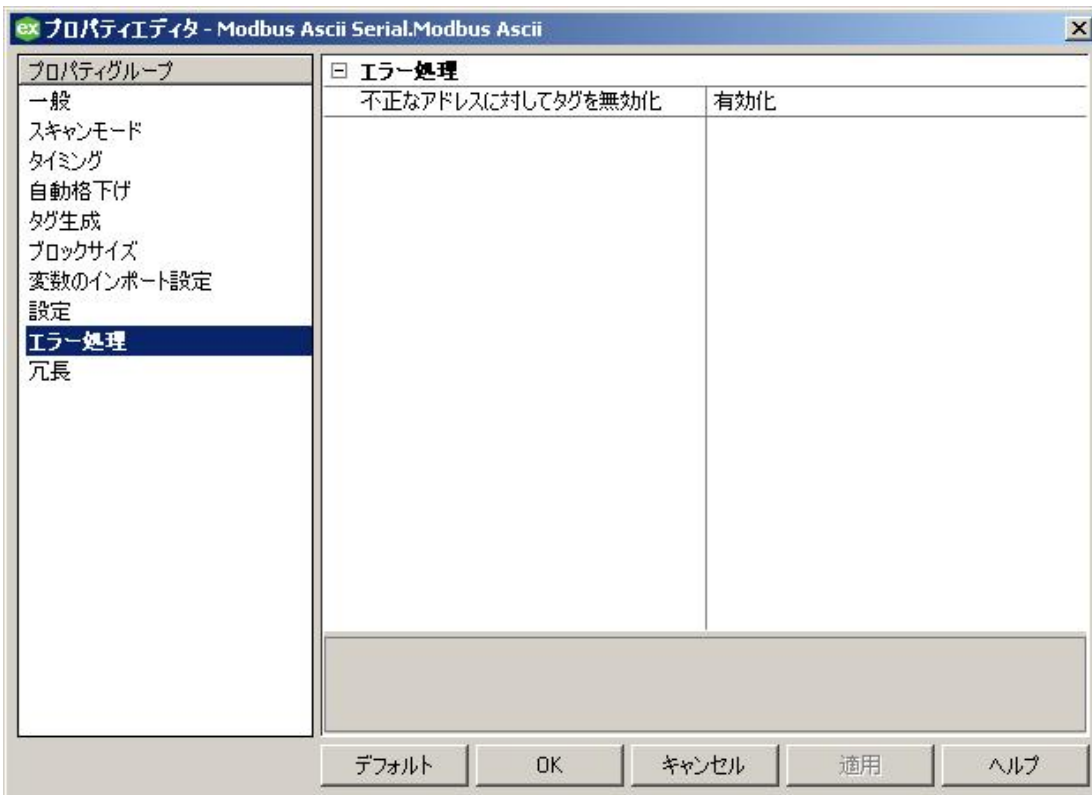 ex プロパティエディタ - Modbus Ascii Serial.Modbus Ascii
プロパティグループ
一般
スキャンモード
タイミング
自動格下げ
タグ生成
ブロックサイズ
変数のインポート設定
設定
エラー処理
冗長
エラー処理
不正なアドレスに対してタグを無効化 有効化
デフォルト OK キャンセル 適用 ヘルプ